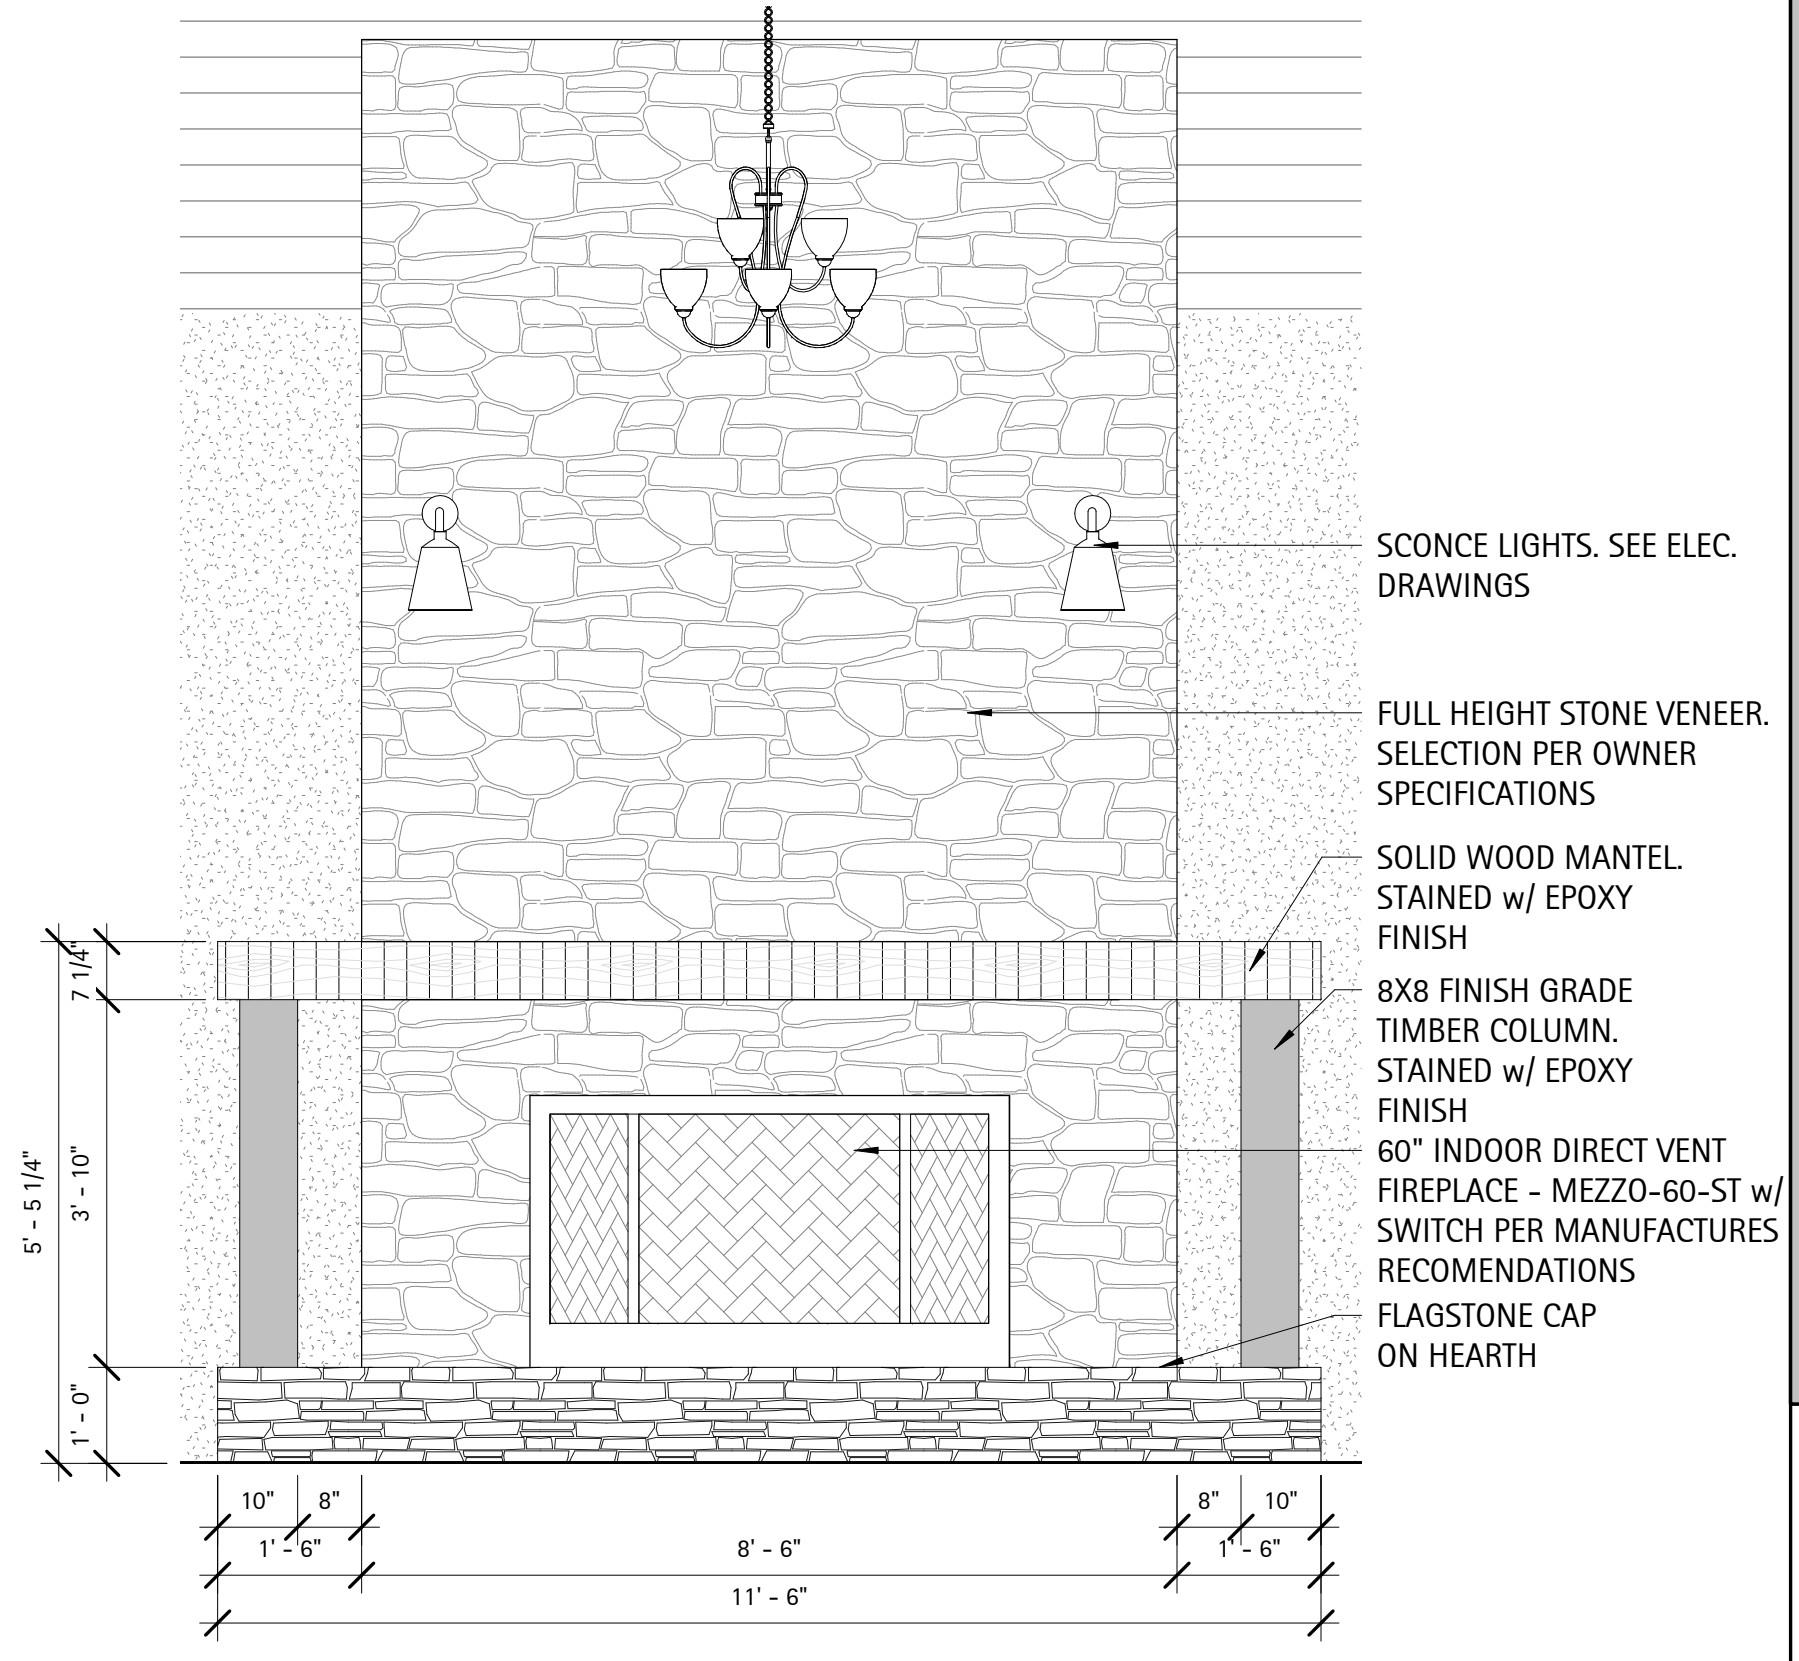 SCONCE LIGHTS. SEE ELEC.
DRAWINGS
FULL HEIGHT STONE VENEER.
SELECTION PER OWNER
SPECIFICATIONS
SOLID WOOD MANTEL.
STAINED w/ EPOXY
FINISH
8X8 FINISH GRADE
TIMBER COLUMN.
STAINED w/ EPOXY
FINISH
60" INDOOR DIRECT VENT
FIREPLACE - MEZZO-60-ST w/
SWITCH PER MANUFACTURES
RECOMENDATIONS
FLAGSTONE CAP
ON HEARTH
7 1/4"
3' - 10"
5' - 5 1/4"
1' - 0"
10" 8" 8" 10"
1' - 6" 8' - 6" 1' - 6"
11' - 6"